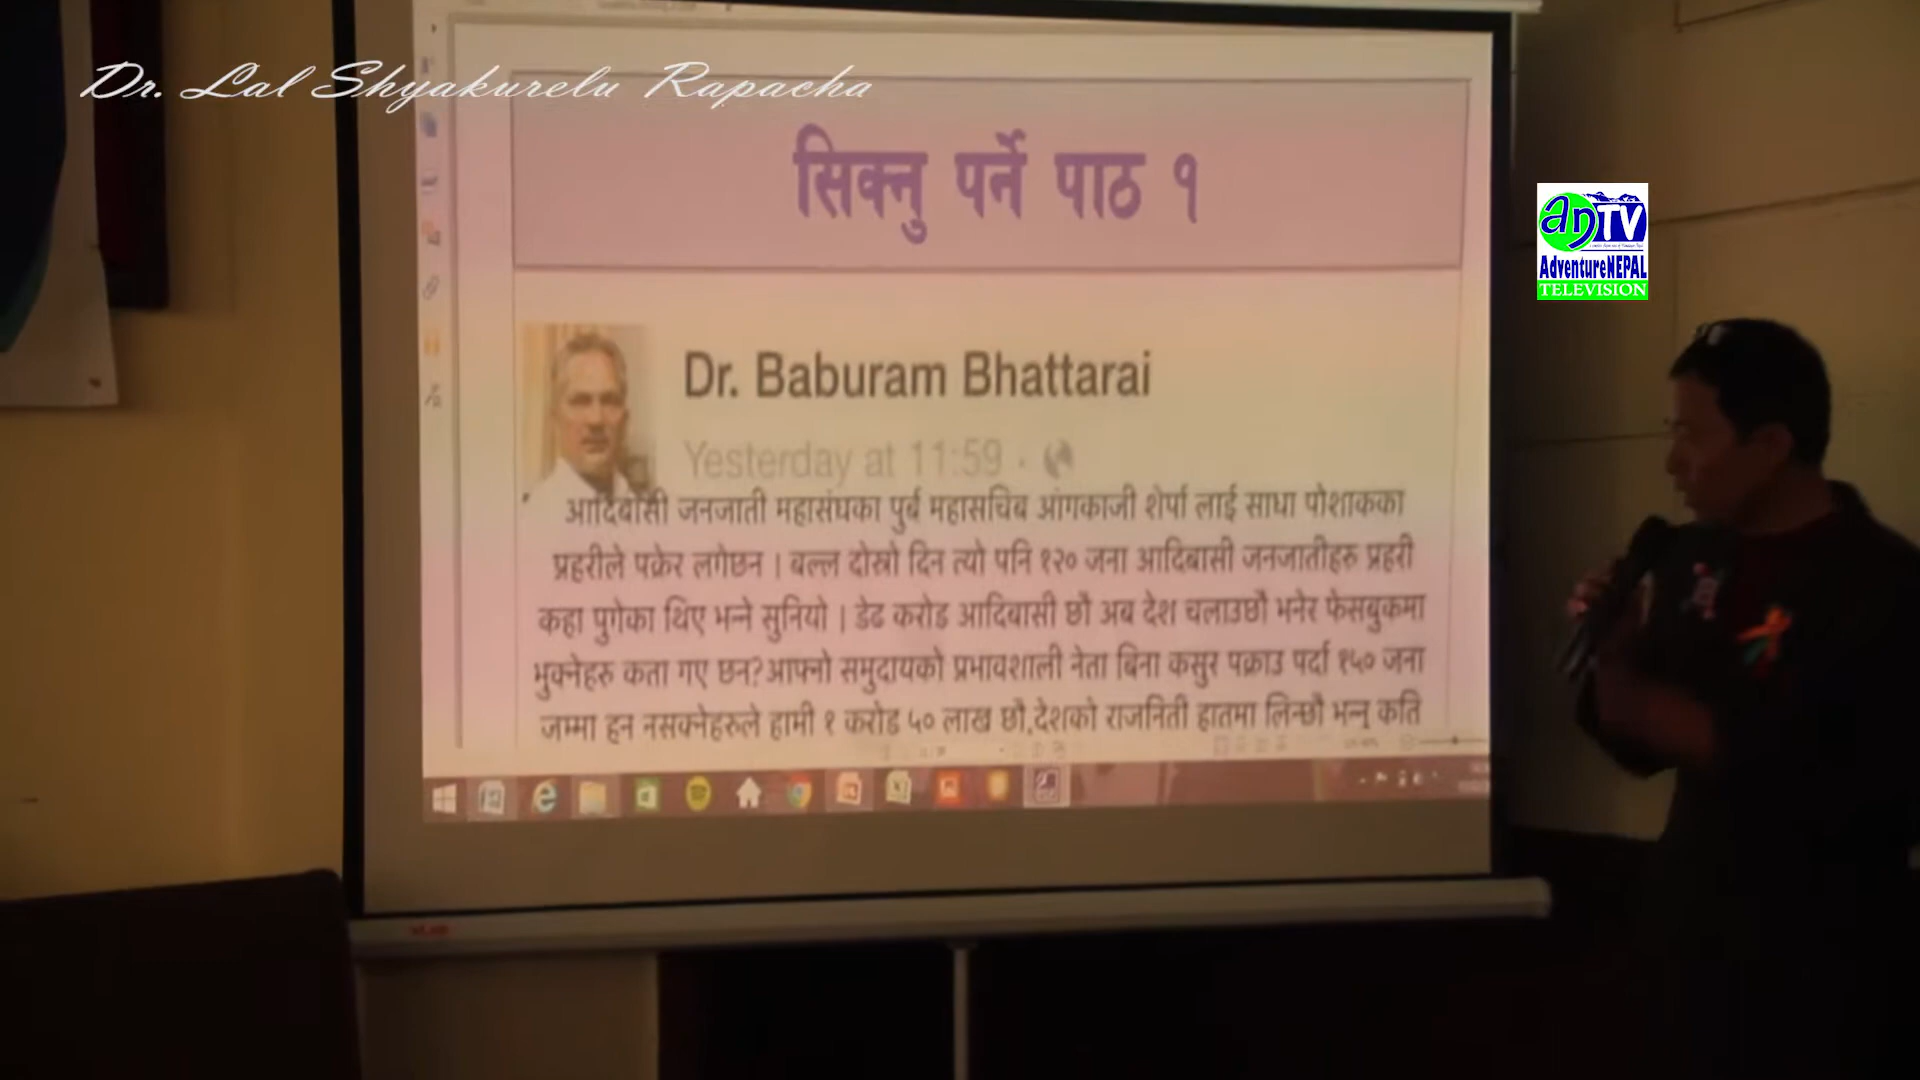 Dr. Lal Shyakurelu Rapacha
सिक्नु पर्ने पाठ १
anTV
AdventureNEPAL
TELEVISION
Dr. Baburam Bhattarai
Yesterday at 11:59
आदिबासी जनजाती महासंघका पुर्ब महासचिब आंगकाजी शेर्पा लाई साधा पोशाकका
प्रहरीले पक्रेर लगेछन । बल्ल दोस्रो दिन त्यो पनि १२० जना आदिबासी जनजातीहरु प्रहरी
कहा पुगेका थिए भन्ने सुनियो । डेढ करोड आदिबासी छौ अब देश चलाउछौ भनेर फेसबुकमा
भुक्नेहरु कता गए छन?आफ्नो समुदायको प्रभावशाली नेता बिना कसुर पक्राउ पर्दा १५० जना
जम्मा हुन नसक्नेहरुले हामी १ करोड ५० लाख छौ,देशको राजनिती हातमा लिन्छौ भन्नु कति